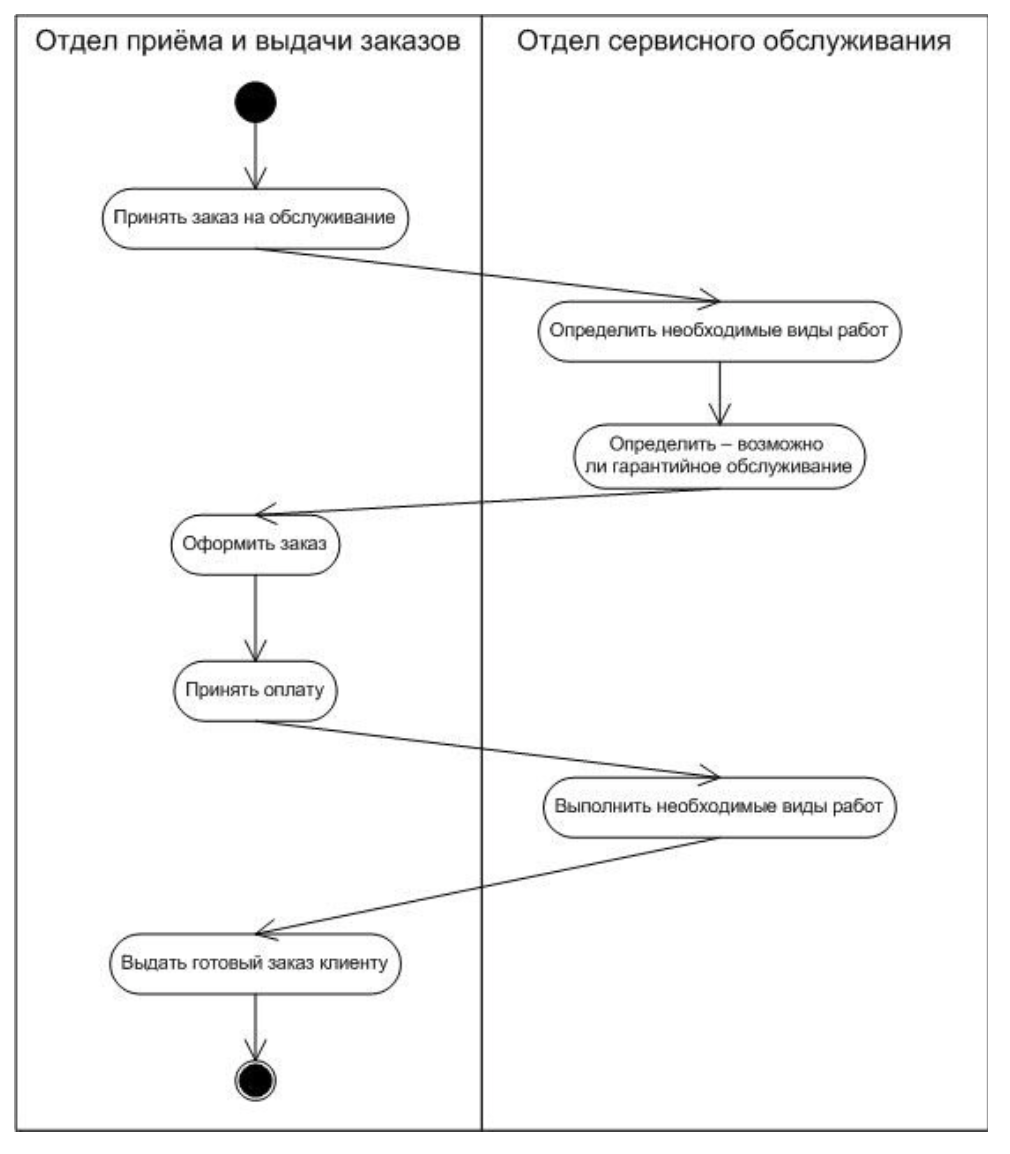 Отдел приёма и выдачи заказов
Отдел сервисного обслуживания
Принять заказ на обслуживание
Определить необходимые виды работ
Определить – возможно
ли гарантийное обслуживание
Оформить заказ
Принять оплату
Выполнить необходимые виды работ
Выдать готовый заказ клиенту